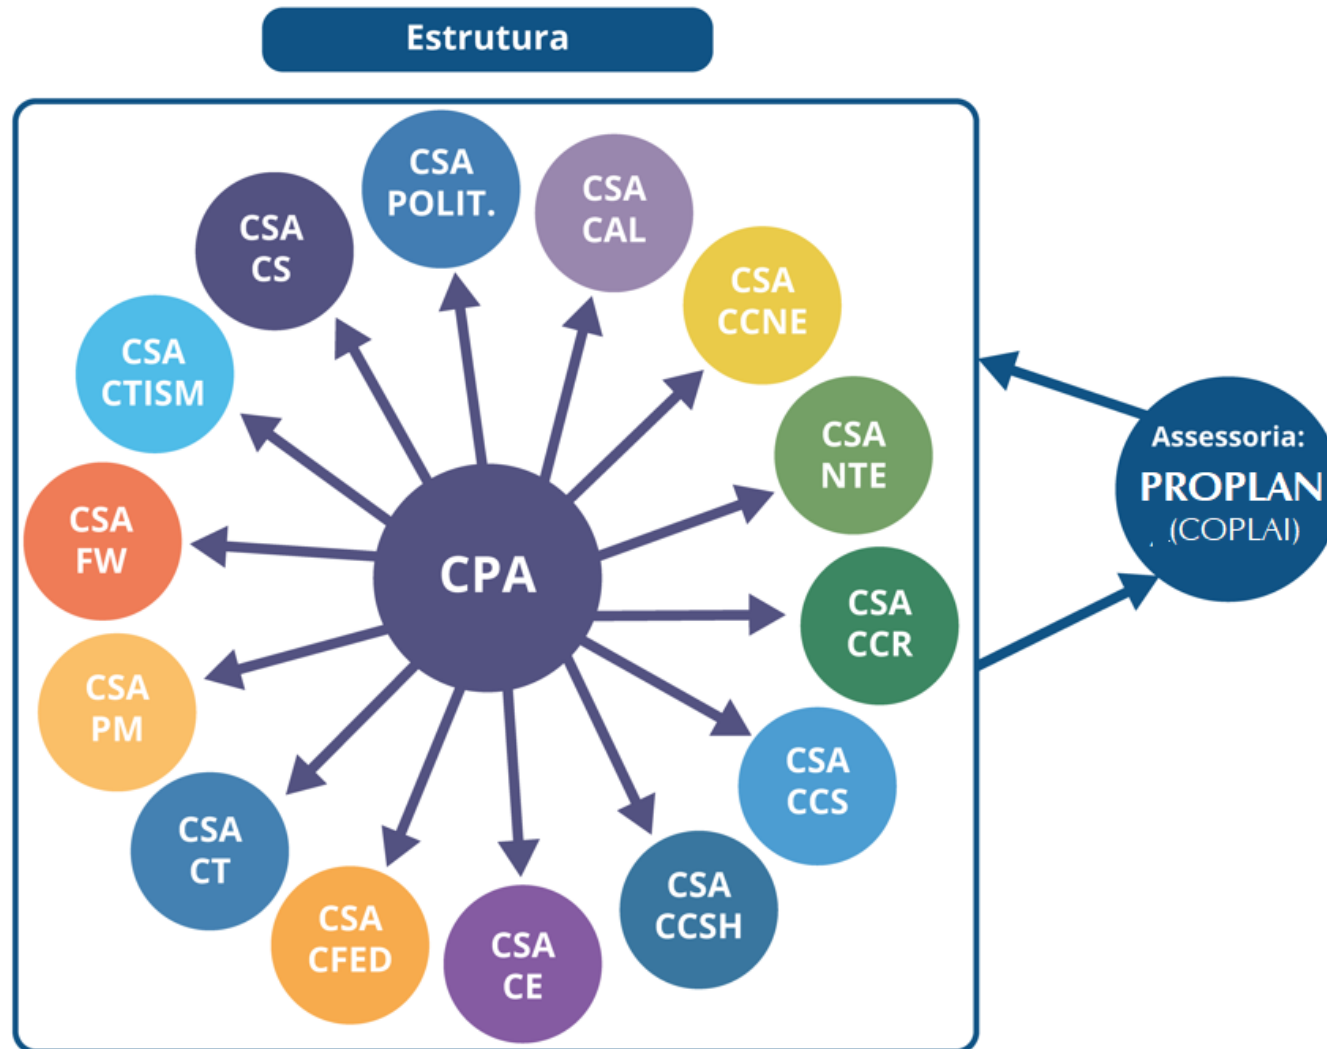 Estrutura
CSA
POLIT.
CSA
CAL
CSA
CCNE
CSA
NTE
CSA
CCR
CSA
CCS
CSA
CCSH
CSA
CE
CSA
CFED
CSA
CT
CSA
PM
CSA
FW
CSA
CTISM
CSA
CS
CPA
Assessoria:
PROPLAN
(COPLAI)